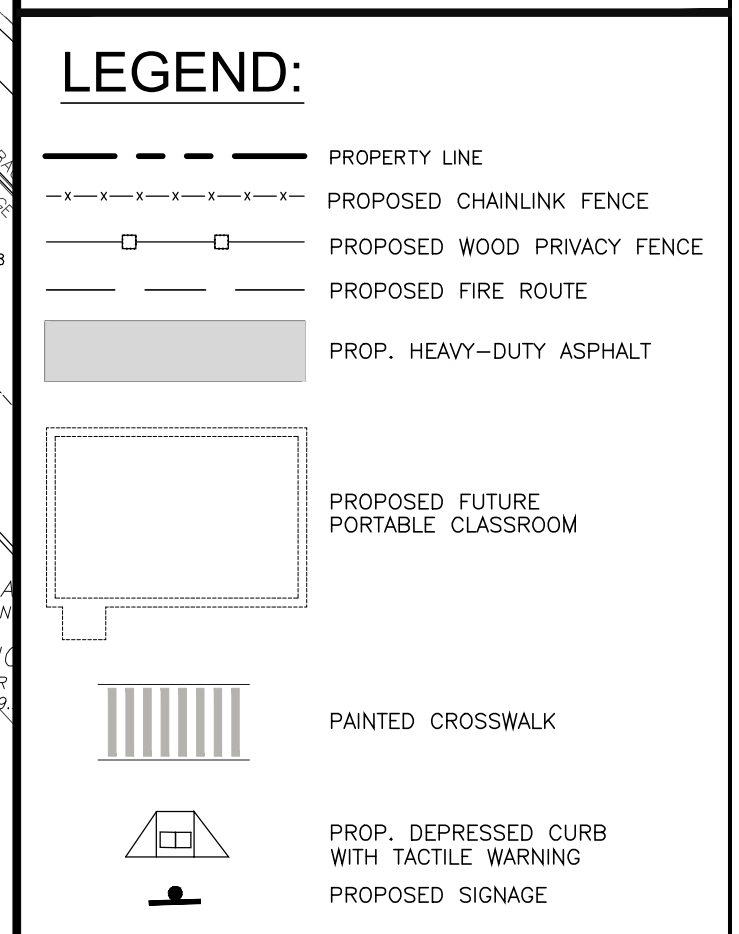 LEGEND:
PROPERTY LINE
x x x x x x x
PROPOSED CHAINLINK FENCE
PROPOSED WOOD PRIVACY FENCE
PROPOSED FIRE ROUTE
PROP. HEAVY-DUTY ASPHALT
PROPOSED FUTURE
PORTABLE CLASSROOM
PAINTED CROSSWALK
PROP. DEPRESSED CURB
WITH TACTILE WARNING
PROPOSED SIGNAGE